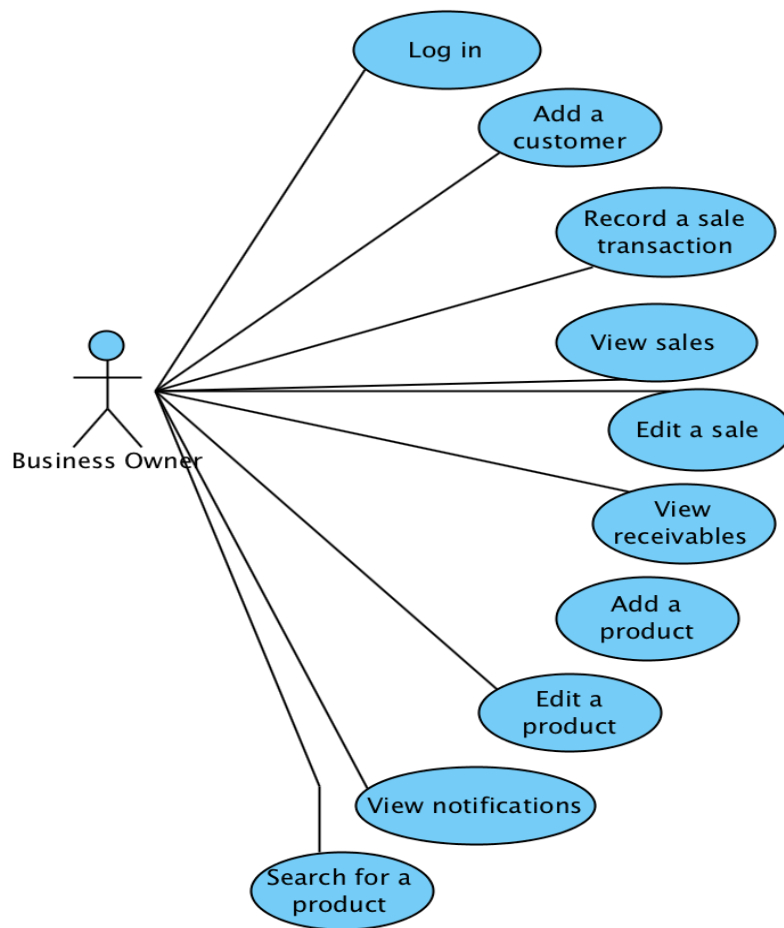 Log in
Add a
customer
Record a sale
transaction
View sales
Edit a sale
Business Owner
View
receivables
Add a
product
Edit a
product
View notifications
Search for a
product